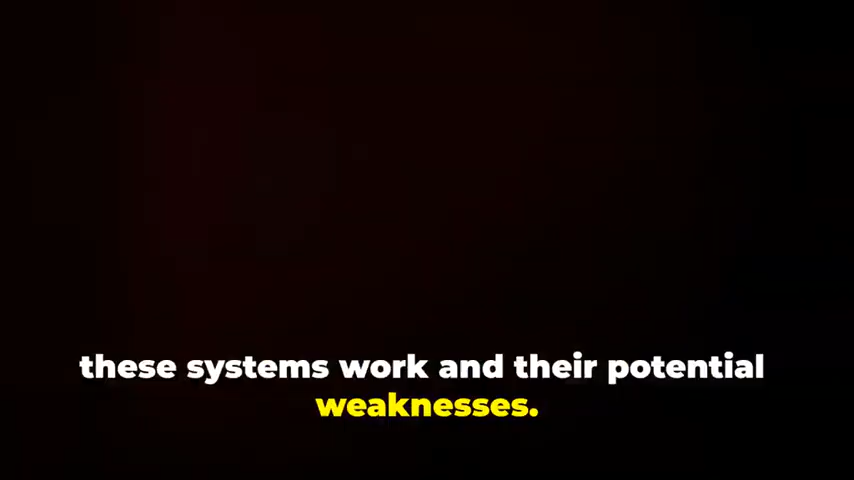 these systems work and their potential
weaknesses.